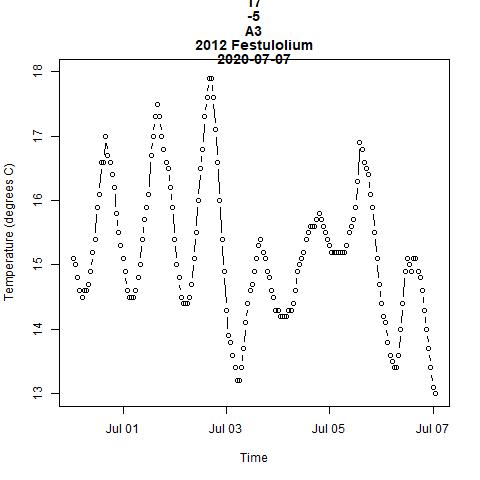 17
-5
A3
2012 Festulolium
2020-07-07
Temperature (degrees C)
18
17
16
15
14
13
Jul 01
Jul 03
Jul 05
Jul 07
Time